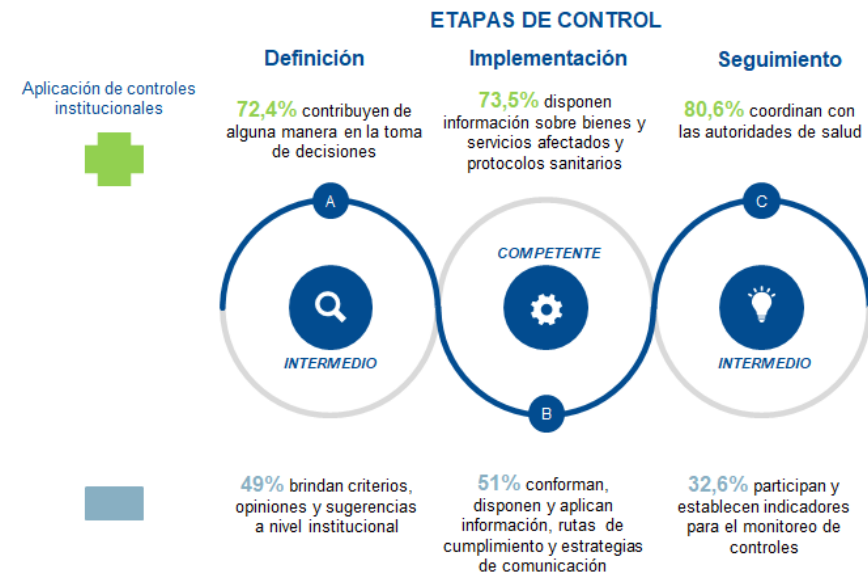 ETAPAS DE CONTROL
Definición
Implementación
Seguimiento
Aplicación de controles
institucionales
72,4% contribuyen de
alguna manera en la toma
de decisiones
73,5% disponen
información sobre bienes y
servicios afectados y
protocolos sanitarios
80,6% coordinan con
las autoridades de salud
A
C
COMPETENTE
INTERMEDIO
INTERMEDIO
B
49% brindan criterios,
opiniones y sugerencias
a nivel institucional
51% conforman,
disponen y aplican
información, rutas de
cumplimiento y estrategias
de comunicación
32,6% participan y
establecen indicadores
para el monitoreo de
controles